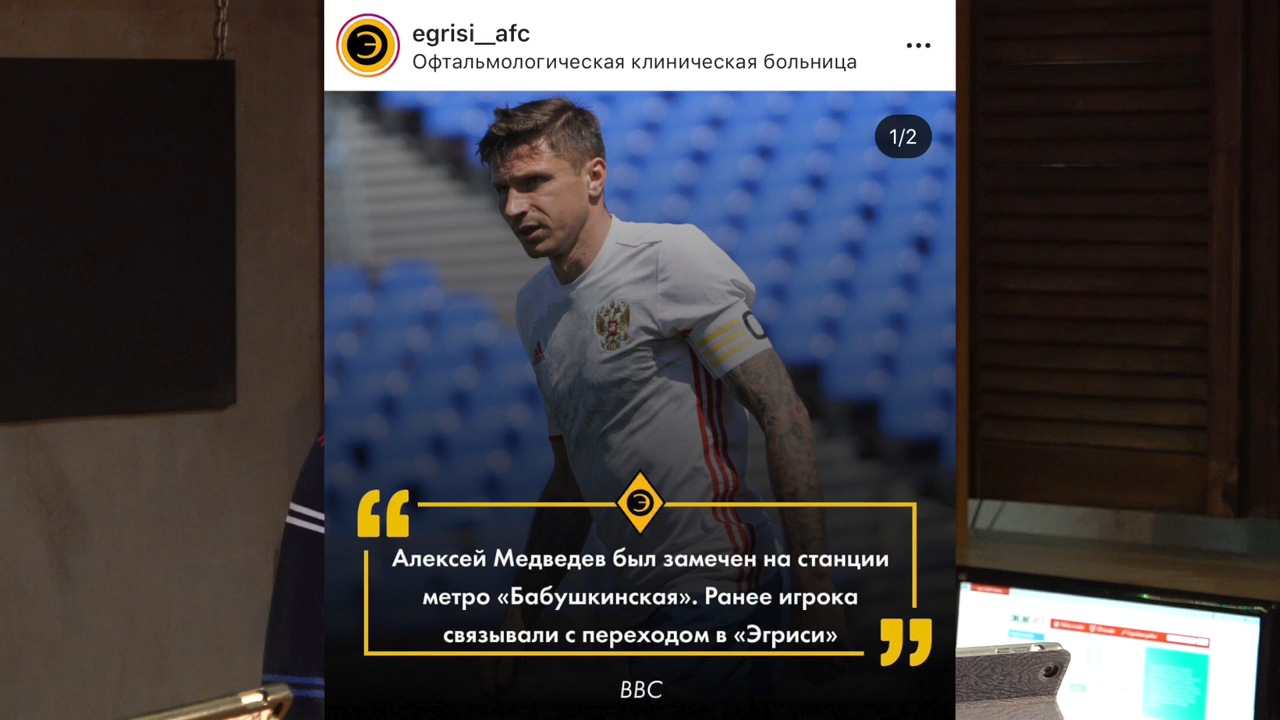 egrisi__afc
Офтальмологическая клиническая больница
1/2
Алексей Медведев был замечен на станции
метро «Бабушкинская». Ранее игрока
связывали с переходом в «Эгриси»
BBC